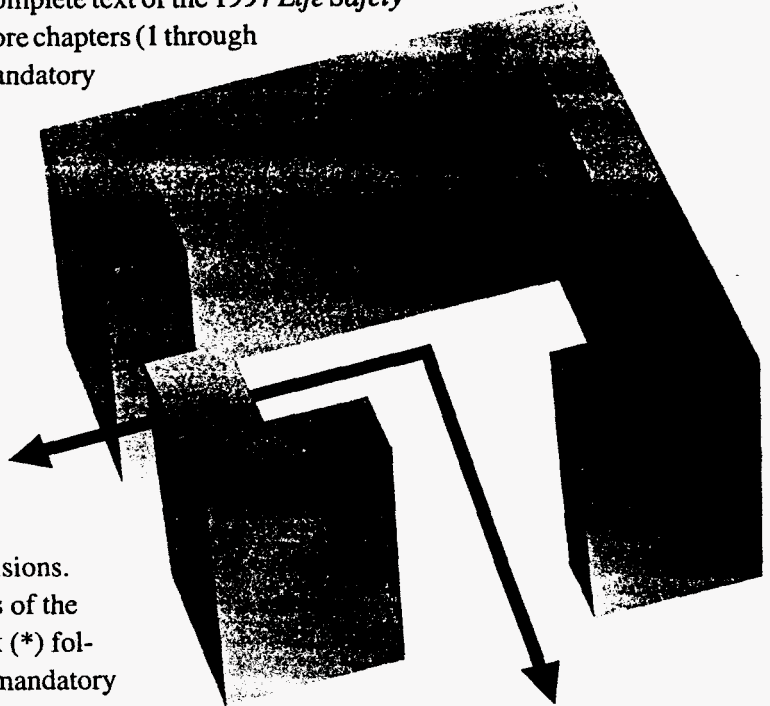 omplete text of the 1997 Life Safety
ore chapters (1 through
andatory
sions.
s of the
(*) fol-
mandatory